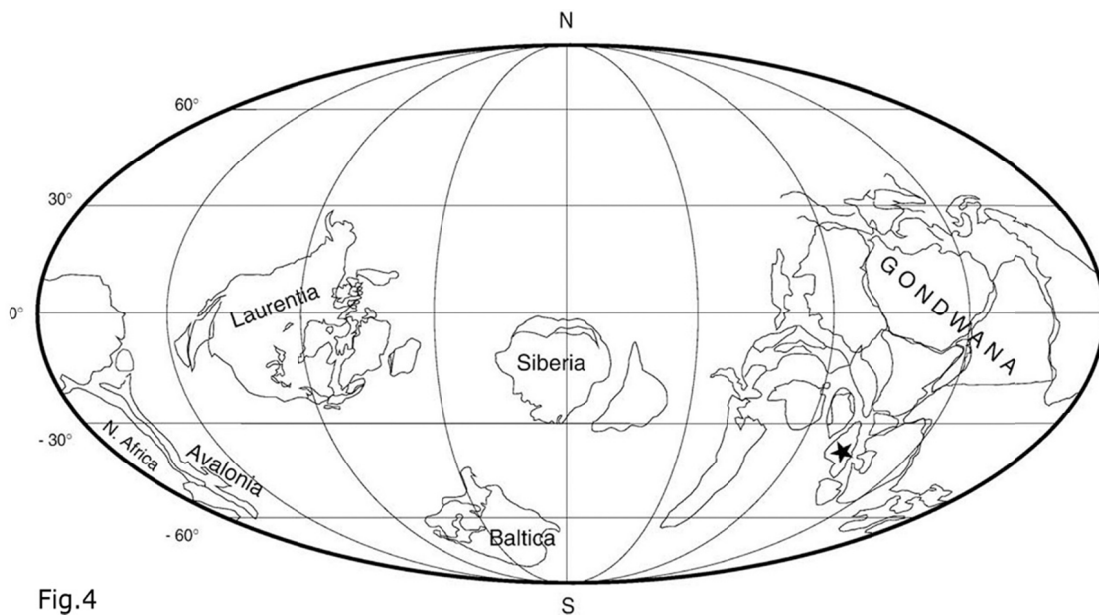 N
60°
30°
0°
- 30°
- 60°
Laurentia
Siberia
GONDWANA
N. Africa
Avalonia
Baltica
Fig.4
S